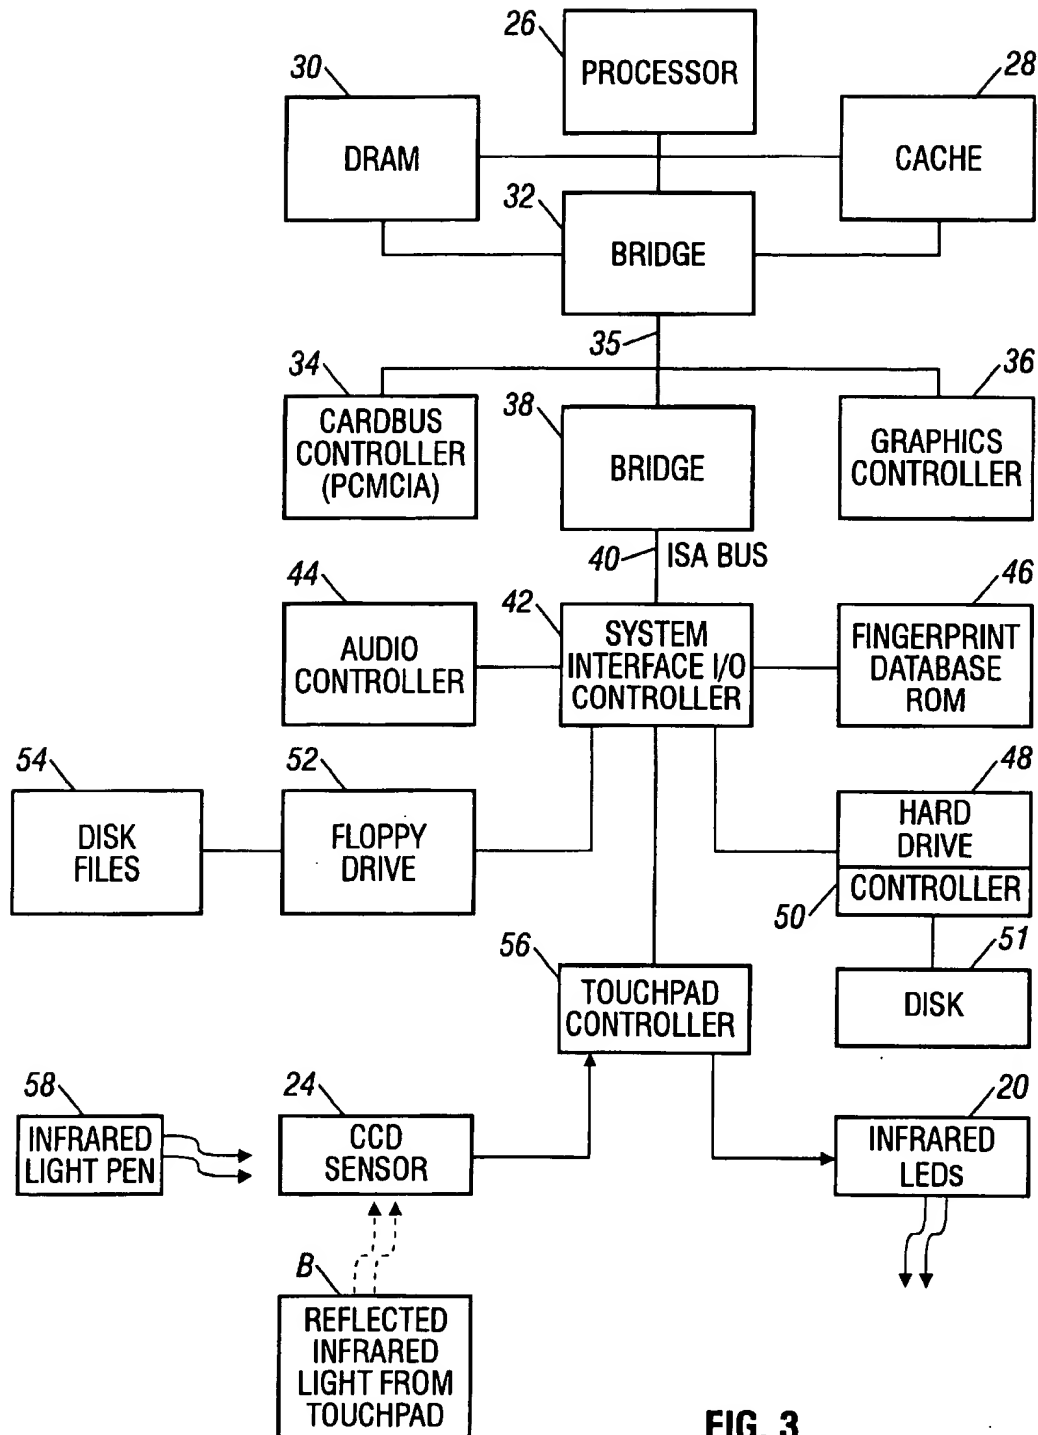 26
PROCESSOR
30
DRAM
28
CACHE
32
BRIDGE
35
34
CARDBUS
CONTROLLER
(PCMCIA)
38
BRIDGE
36
GRAPHICS
CONTROLLER
40
ISA BUS
44
AUDIO
CONTROLLER
42
SYSTEM
INTERFACE I/O
CONTROLLER
46
FINGERPRINT
DATABASE
ROM
54
DISK
FILES
52
FLOPPY
DRIVE
48
HARD
DRIVE
CONTROLLER
50
51
DISK
56
TOUCHPAD
CONTROLLER
58
INFRARED
LIGHT PEN
24
CCD
SENSOR
20
INFRARED
LEDs
B
REFLECTED
INFRARED
LIGHT FROM
TOUCHPAD
FIG. 3